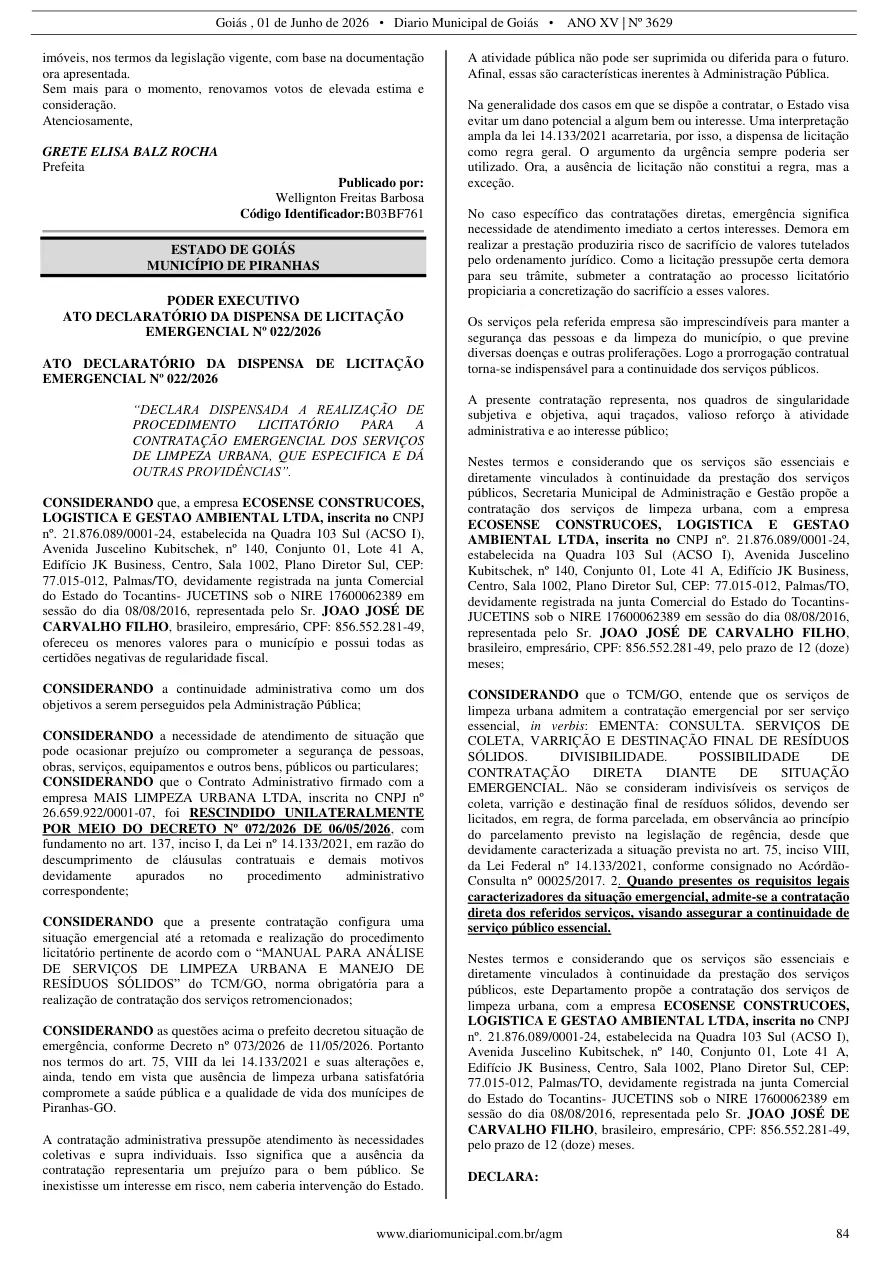 Goiás , 01 de Junho de 2026 • Diario Municipal de Goiás • ANO XV | Nº 3629
imóveis, nos termos da legislação vigente, com base na documentação
ora apresentada.
Sem mais para o momento, renovamos votos de elevada estima e
consideração.
Atenciosamente,
GRETE ELISA BALZ ROCHA
Prefeita
Publicado por:
Wellignton Freitas Barbosa
Código Identificador:B03BF761
ESTADO DE GOIÁS
MUNICÍPIO DE PIRANHAS
PODER EXECUTIVO
ATO DECLARATÓRIO DA DISPENSA DE LICITAÇÃO
EMERGENCIAL Nº 022/2026
ATO DECLARATÓRIO DA DISPENSA DE LICITAÇÃO
EMERGENCIAL Nº 022/2026
“DECLARA DISPENSADA A REALIZAÇÃO DE
PROCEDIMENTO LICITATÓRIO PARA A
CONTRATAÇÃO EMERGENCIAL DOS SERVIÇOS
DE LIMPEZA URBANA, QUE ESPECIFICA E DÁ
OUTRAS PROVIDÊNCIAS”.
CONSIDERANDO que, a empresa ECOSENSE CONSTRUCOES,
LOGISTICA E GESTAO AMBIENTAL LTDA, inscrita no CNPJ
nº. 21.876.089/0001-24, estabelecida na Quadra 103 Sul (ACSO I),
Avenida Juscelino Kubitschek, nº 140, Conjunto 01, Lote 41 A,
Edifício JK Business, Centro, Sala 1002, Plano Diretor Sul, CEP:
77.015-012, Palmas/TO, devidamente registrada na junta Comercial
do Estado do Tocantins- JUCETINS sob o NIRE 17600062389 em
sessão do dia 08/08/2016, representada pelo Sr. JOAO JOSÉ DE
CARVALHO FILHO, brasileiro, empresário, CPF: 856.552.281-49,
ofereceu os menores valores para o município e possui todas as
certidões negativas de regularidade fiscal.
CONSIDERANDO a continuidade administrativa como um dos
objetivos a serem perseguidos pela Administração Pública;
CONSIDERANDO a necessidade de atendimento de situação que
pode ocasionar prejuízo ou comprometer a segurança de pessoas,
obras, serviços, equipamentos e outros bens, públicos ou particulares;
CONSIDERANDO que o Contrato Administrativo firmado com a
empresa MAIS LIMPEZA URBANA LTDA, inscrita no CNPJ nº
26.659.922/0001-07, foi RESCINDIDO UNILATERALMENTE
POR MEIO DO DECRETO Nº 072/2026 DE 06/05/2026, com
fundamento no art. 137, inciso I, da Lei nº 14.133/2021, em razão do
descumprimento de cláusulas contratuais e demais motivos
devidamente apurados no procedimento administrativo
correspondente;
CONSIDERANDO que a presente contratação configura uma
situação emergencial até a retomada e realização do procedimento
licitatório pertinente de acordo com o “MANUAL PARA ANÁLISE
DE SERVIÇOS DE LIMPEZA URBANA E MANEJO DE
RESÍDUOS SÓLIDOS” do TCM/GO, norma obrigatória para a
realização de contratação dos serviços retromencionados;
CONSIDERANDO as questões acima o prefeito decretou situação de
emergência, conforme Decreto nº 073/2026 de 11/05/2026. Portanto
nos termos do art. 75, VIII da lei 14.133/2021 e suas alterações e,
ainda, tendo em vista que ausência de limpeza urbana satisfatória
compromete a saúde pública e a qualidade de vida dos munícipes de
Piranhas-GO.
A contratação administrativa pressupõe atendimento às necessidades
coletivas e supra individuais. Isso significa que a ausência da
contratação representaria um prejuízo para o bem público. Se
inexistisse um interesse em risco, nem caberia intervenção do Estado.
A atividade pública não pode ser suprimida ou diferida para o futuro.
Afinal, essas são características inerentes à Administração Pública.
Na generalidade dos casos em que se dispõe a contratar, o Estado visa
evitar um dano potencial a algum bem ou interesse. Uma interpretação
ampla da lei 14.133/2021 acarretaria, por isso, a dispensa de licitação
como regra geral. O argumento da urgência sempre poderia ser
utilizado. Ora, a ausência de licitação não constitui a regra, mas a
exceção.
No caso específico das contratações diretas, emergência significa
necessidade de atendimento imediato a certos interesses. Demora em
realizar a prestação produziria risco de sacrifício de valores tutelados
pelo ordenamento jurídico. Como a licitação pressupõe certa demora
para seu trâmite, submeter a contratação ao processo licitatório
propiciaria a concretização do sacrifício a esses valores.
Os serviços pela referida empresa são imprescindíveis para manter a
segurança das pessoas e da limpeza do município, o que previne
diversas doenças e outras proliferações. Logo a prorrogação contratual
torna-se indispensável para a continuidade dos serviços públicos.
A presente contratação representa, nos quadros de singularidade
subjetiva e objetiva, aqui traçados, valioso reforço à atividade
administrativa e ao interesse público;
Nestes termos e considerando que os serviços são essenciais e
diretamente vinculados à continuidade da prestação dos serviços
públicos, Secretaria Municipal de Administração e Gestão propõe a
contratação dos serviços de limpeza urbana, com a empresa
ECOSENSE CONSTRUCOES, LOGISTICA E GESTAO
AMBIENTAL LTDA, inscrita no CNPJ nº. 21.876.089/0001-24,
estabelecida na Quadra 103 Sul (ACSO I), Avenida Juscelino
Kubitschek, nº 140, Conjunto 01, Lote 41 A, Edifício JK Business,
Centro, Sala 1002, Plano Diretor Sul, CEP: 77.015-012, Palmas/TO,
devidamente registrada na junta Comercial do Estado do Tocantins-
JUCETINS sob o NIRE 17600062389 em sessão do dia 08/08/2016,
representada pelo Sr. JOAO JOSÉ DE CARVALHO FILHO,
brasileiro, empresário, CPF: 856.552.281-49, pelo prazo de 12 (doze)
meses;
CONSIDERANDO que o TCM/GO, entende que os serviços de
limpeza urbana admitem a contratação emergencial por ser serviço
essencial, in verbis: EMENTA: CONSULTA. SERVIÇOS DE
COLETA, VARRIÇÃO E DESTINAÇÃO FINAL DE RESÍDUOS
SÓLIDOS. DIVISIBILIDADE. POSSIBILIDADE DE
CONTRATAÇÃO DIRETA DIANTE DE SITUAÇÃO
EMERGENCIAL. Não se consideram indivisíveis os serviços de
coleta, varrição e destinação final de resíduos sólidos, devendo ser
licitados, em regra, de forma parcelada, em observância ao princípio
do parcelamento previsto na legislação de regência, desde que
devidamente caracterizada a situação prevista no art. 75, inciso VIII,
da Lei Federal nº 14.133/2021, conforme consignado no Acórdão-
Consulta nº 00025/2017. 2. Quando presentes os requisitos legais
caracterizadores da situação emergencial, admite-se a contratação
direta dos referidos serviços, visando assegurar a continuidade de
serviço público essencial.
Nestes termos e considerando que os serviços são essenciais e
diretamente vinculados à continuidade da prestação dos serviços
públicos, este Departamento propõe a contratação dos serviços de
limpeza urbana, com a empresa ECOSENSE CONSTRUCOES,
LOGISTICA E GESTAO AMBIENTAL LTDA, inscrita no CNPJ
nº. 21.876.089/0001-24, estabelecida na Quadra 103 Sul (ACSO I),
Avenida Juscelino Kubitschek, nº 140, Conjunto 01, Lote 41 A,
Edifício JK Business, Centro, Sala 1002, Plano Diretor Sul, CEP:
77.015-012, Palmas/TO, devidamente registrada na junta Comercial
do Estado do Tocantins- JUCETINS sob o NIRE 17600062389 em
sessão do dia 08/08/2016, representada pelo Sr. JOAO JOSÉ DE
CARVALHO FILHO, brasileiro, empresário, CPF: 856.552.281-49,
pelo prazo de 12 (doze) meses.
DECLARA:
www.diariomunicipal.com.br/agm 84